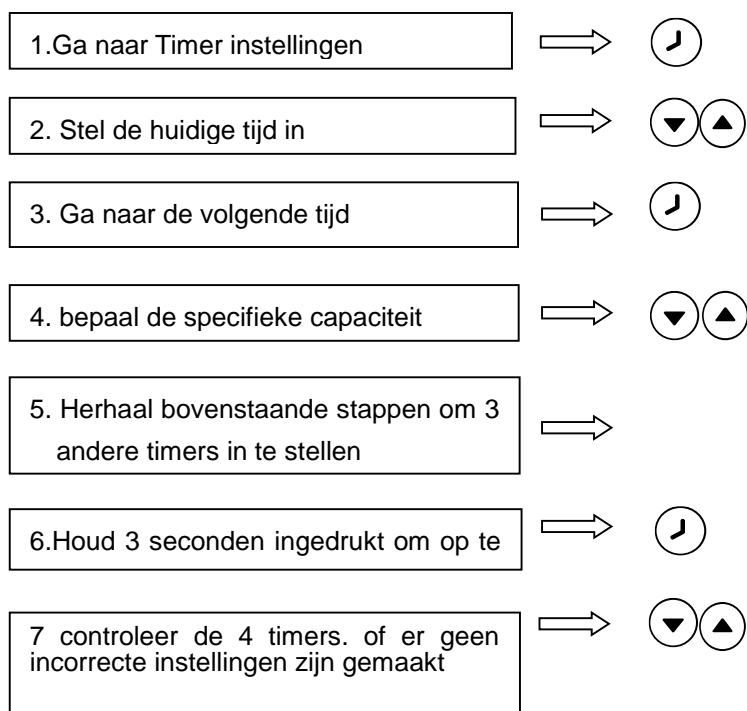 1.Ga naar Timer instellingen
2. Stel de huidige tijd in
3. Ga naar de volgende tijd
4. bepaal de specifieke capaciteit
5. Herhaal bovenstaande stappen om 3
andere timers in te stellen
6.Houd 3 seconden ingedrukt om op te
7 controleer de 4 timers. of er geen
incorrecte instellingen zijn gemaakt